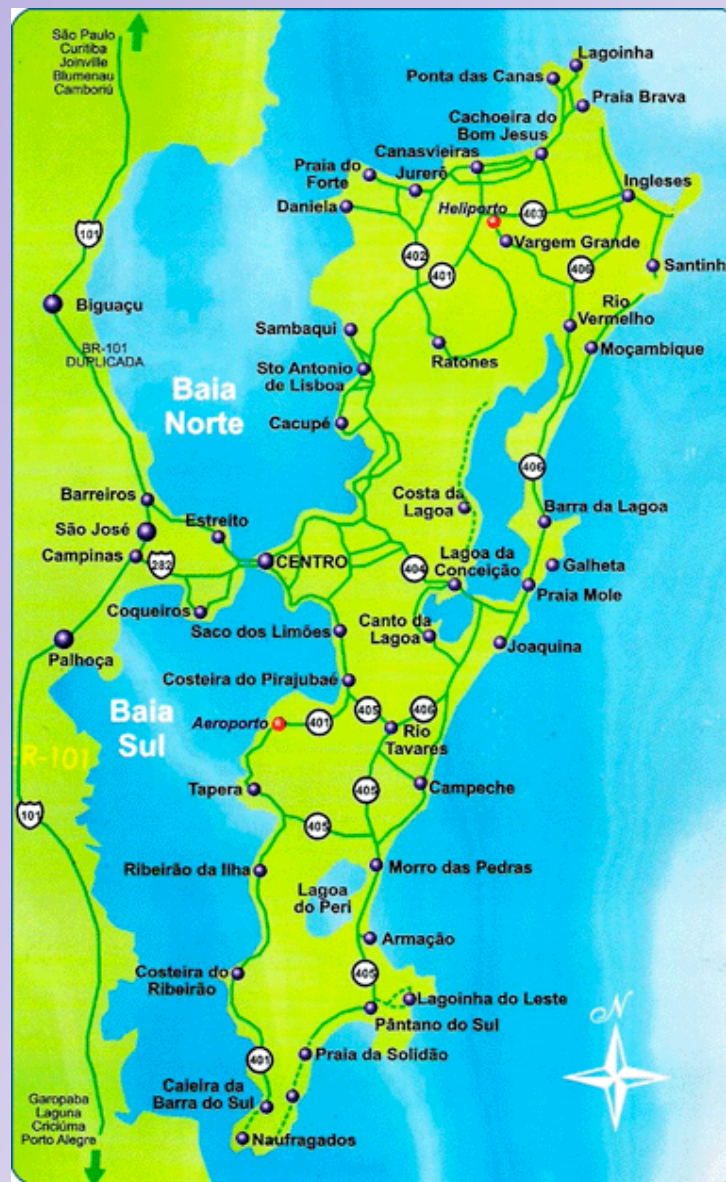 São Paulo
Curitiba
Joinville
Blumenau
Camboriú
Lagoinha
Ponta das Canas
Praia Brava
Cachoeira do
Bom Jesus
Canasvieiras
Praia do
Forte
Jurerê
Ingleses
Daniela
Heliporto
403
Vargem Grande
101
402
401
406
Santinh
Biguaçu
Rio
Vermelho
Sambaqui
Moçambique
BR-101
DUPLICADA
Ratones
Sto Antonio
de Lisboa
Baia
Norte
Cacupé
406
Barreiros
Costa da
Lagoa
Barra da Lagoa
São José
Estreito
Campinas
282
CENTRO
404
Lagoa da
Conceição
Galheta
Praia Mole
Coqueiros
Saco dos Limões
Canto da
Lagoa
Joaquina
Palhoça
Costeira do Pirajubaé
Baia
Sul
Aeroporto
401
405
406
Rio
Tavares
R-101
Tapera
405
Campeche
101
405
Ribeirão da Ilha
Morro das Pedras
Lagoa
do Peri
Armação
Costeira do
Ribeirão
405
Lagoinha do Leste
Pântano do Sul
N
401
Praia da Solidão
Caieira da
Barra do Sul
Garopaba
Laguna
Criciúma
Porto Alegre
Naufragados